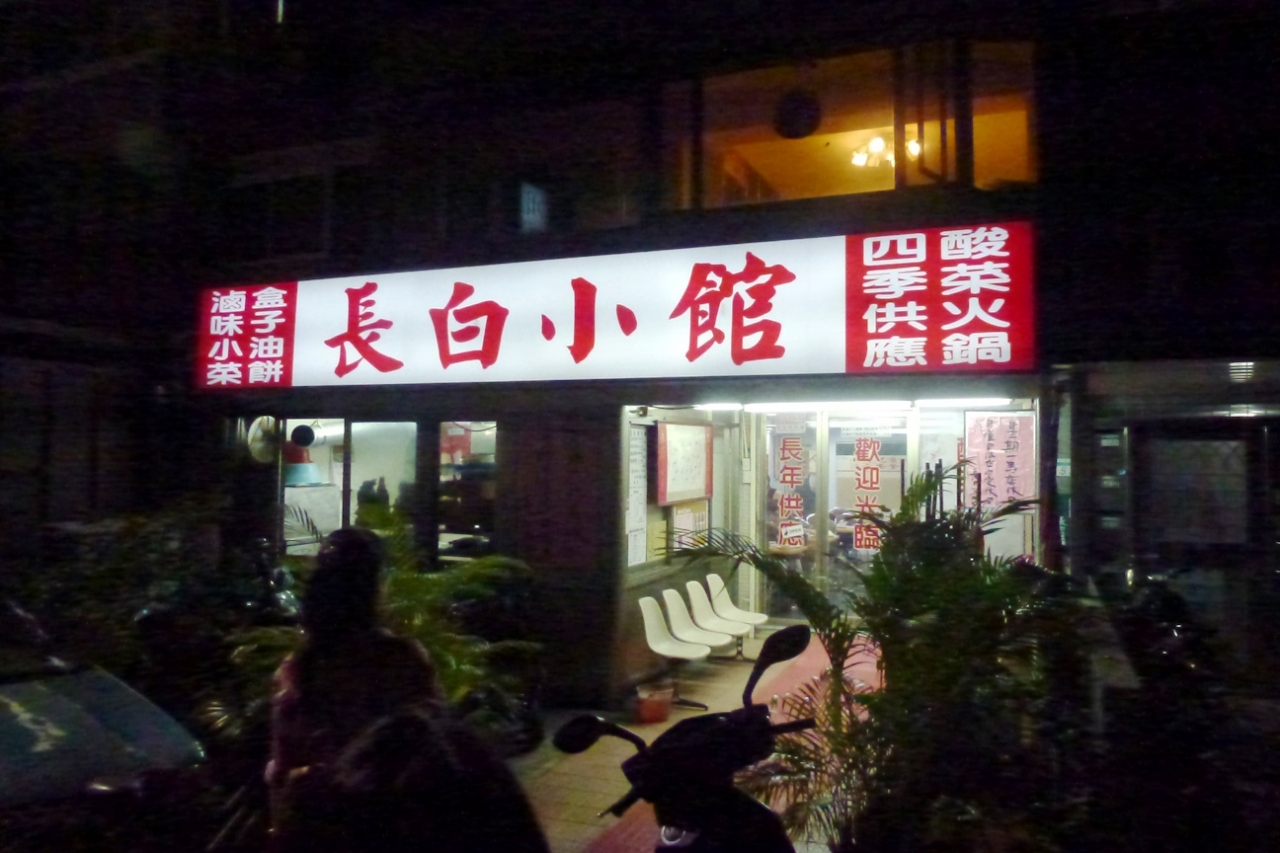 長白小館
酸菜火鍋
四季供應
盒子油餅
滷味小菜
長年供應
歡迎光臨